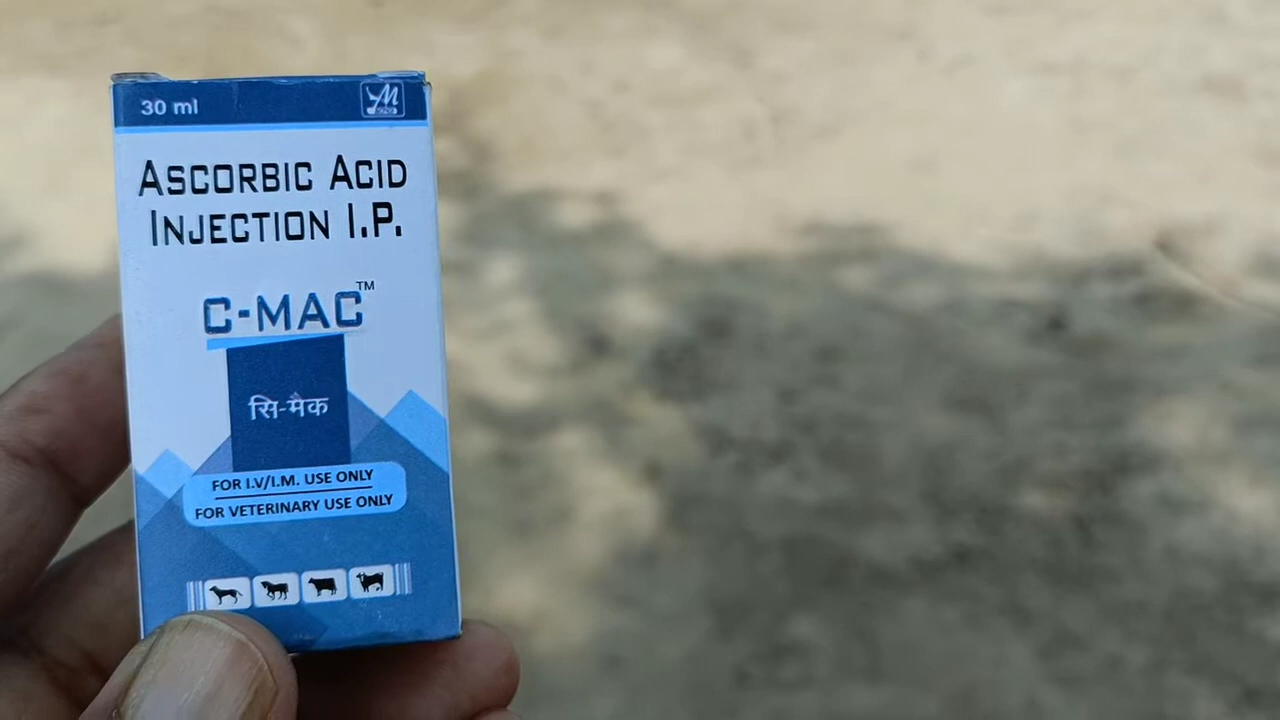 30 ml
ASCORBIC ACID
INJECTION I.P.
C-MAC™
सि-मैक
FOR I.V/I.M. USE ONLY
FOR VETERINARY USE ONLY